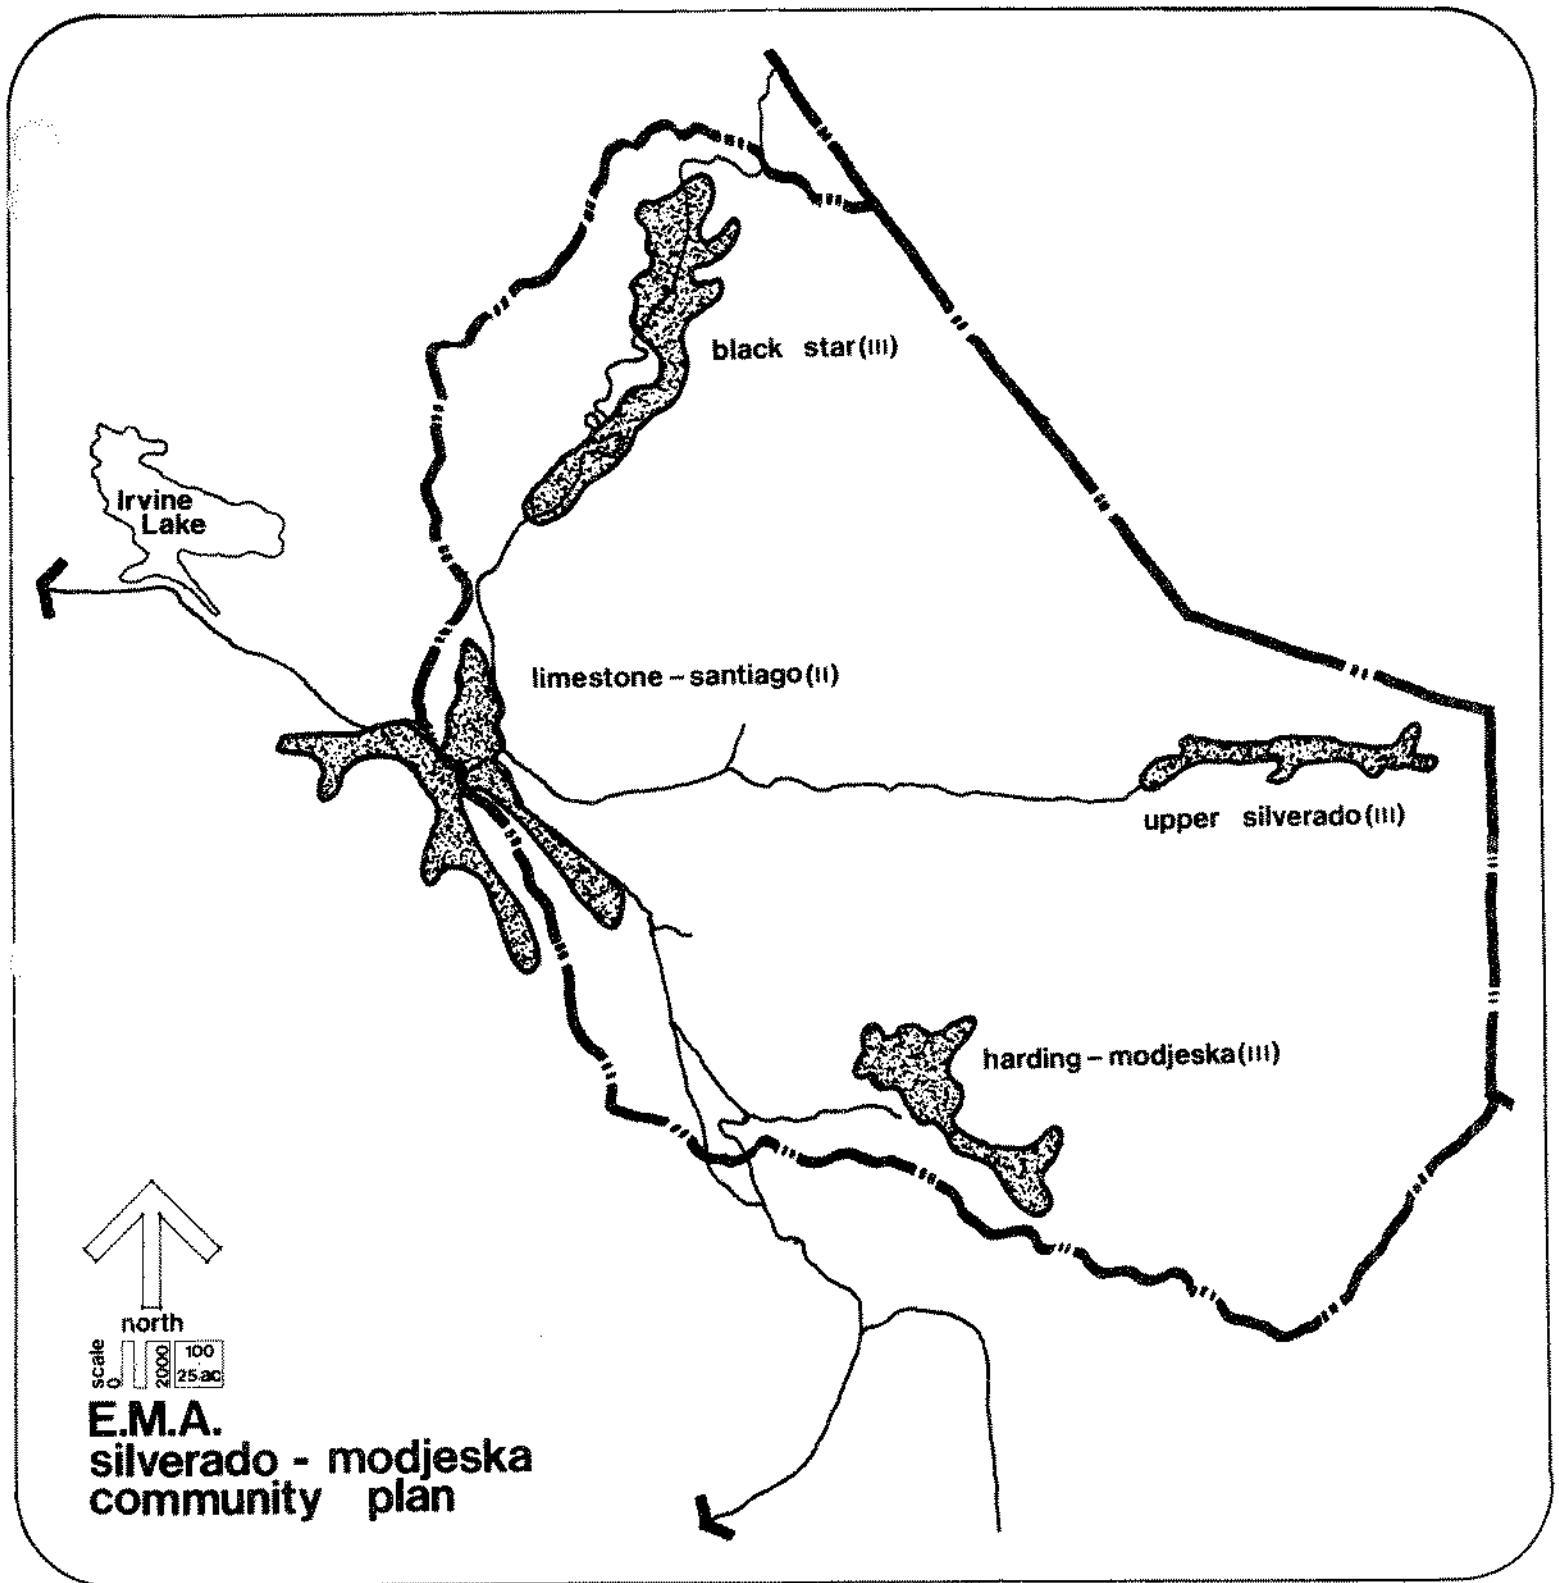 black star (III)
Irvine
Lake
limestone – santiago (II)
upper silverado (III)
harding – modjeska (III)
north
scale
0
2000
100
25 ac
E.M.A.
silverado - modjeska
community plan